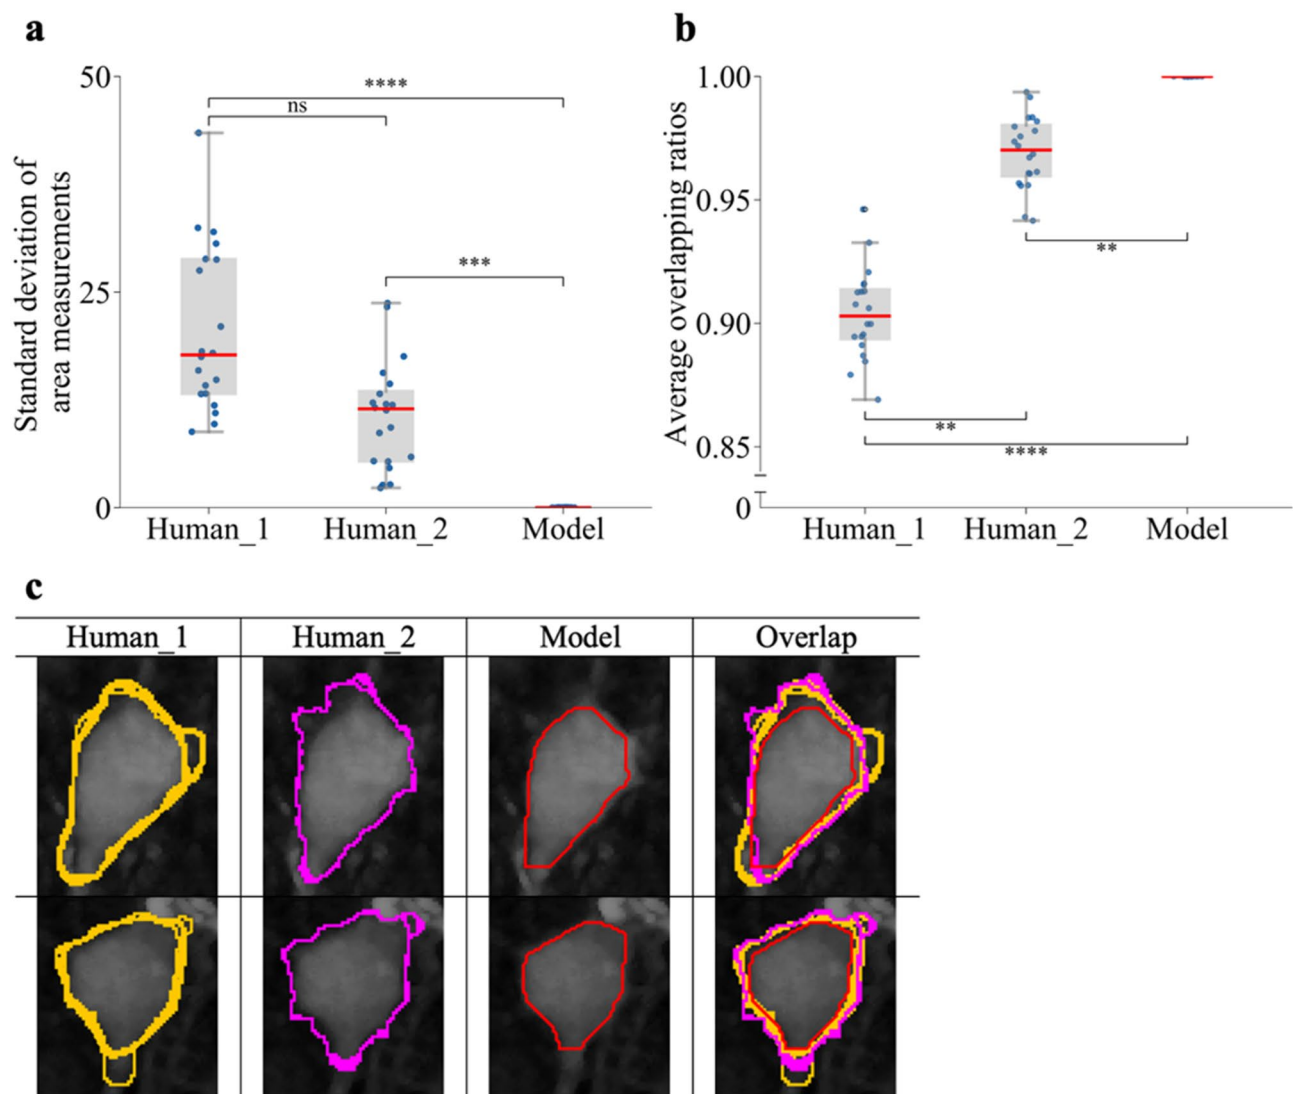 a
50
25
0
Standard deviation of
area measurements
****
ns
***
Human_1 Human_2 Model
b
1.00
0.95
0.90
0.85
0
Average overlapping ratios
**
**
****
Human_1 Human_2 Model
c
Human_1 Human_2 Model Overlap